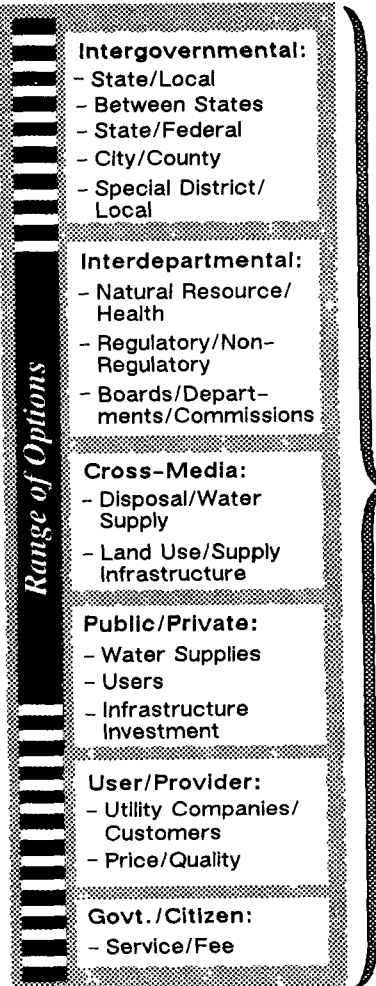 Range of Options
Intergovernmental:
- State/Local
- Between States
- State/Federal
- City/County
- Special District/
Local
Interdepartmental:
- Natural Resource/
Health
- Regulatory/Non-
Regulatory
- Boards/Depart-
ments/Commissions
Cross-Media:
- Disposal/Water
Supply
- Land Use/Supply
Infrastructure
Public/Private:
- Water Supplies
- Users
- Infrastructure
Investment
User/Provider:
- Utility Companies/
Customers
- Price/Quality
Govt./Citizen:
- Service/Fee